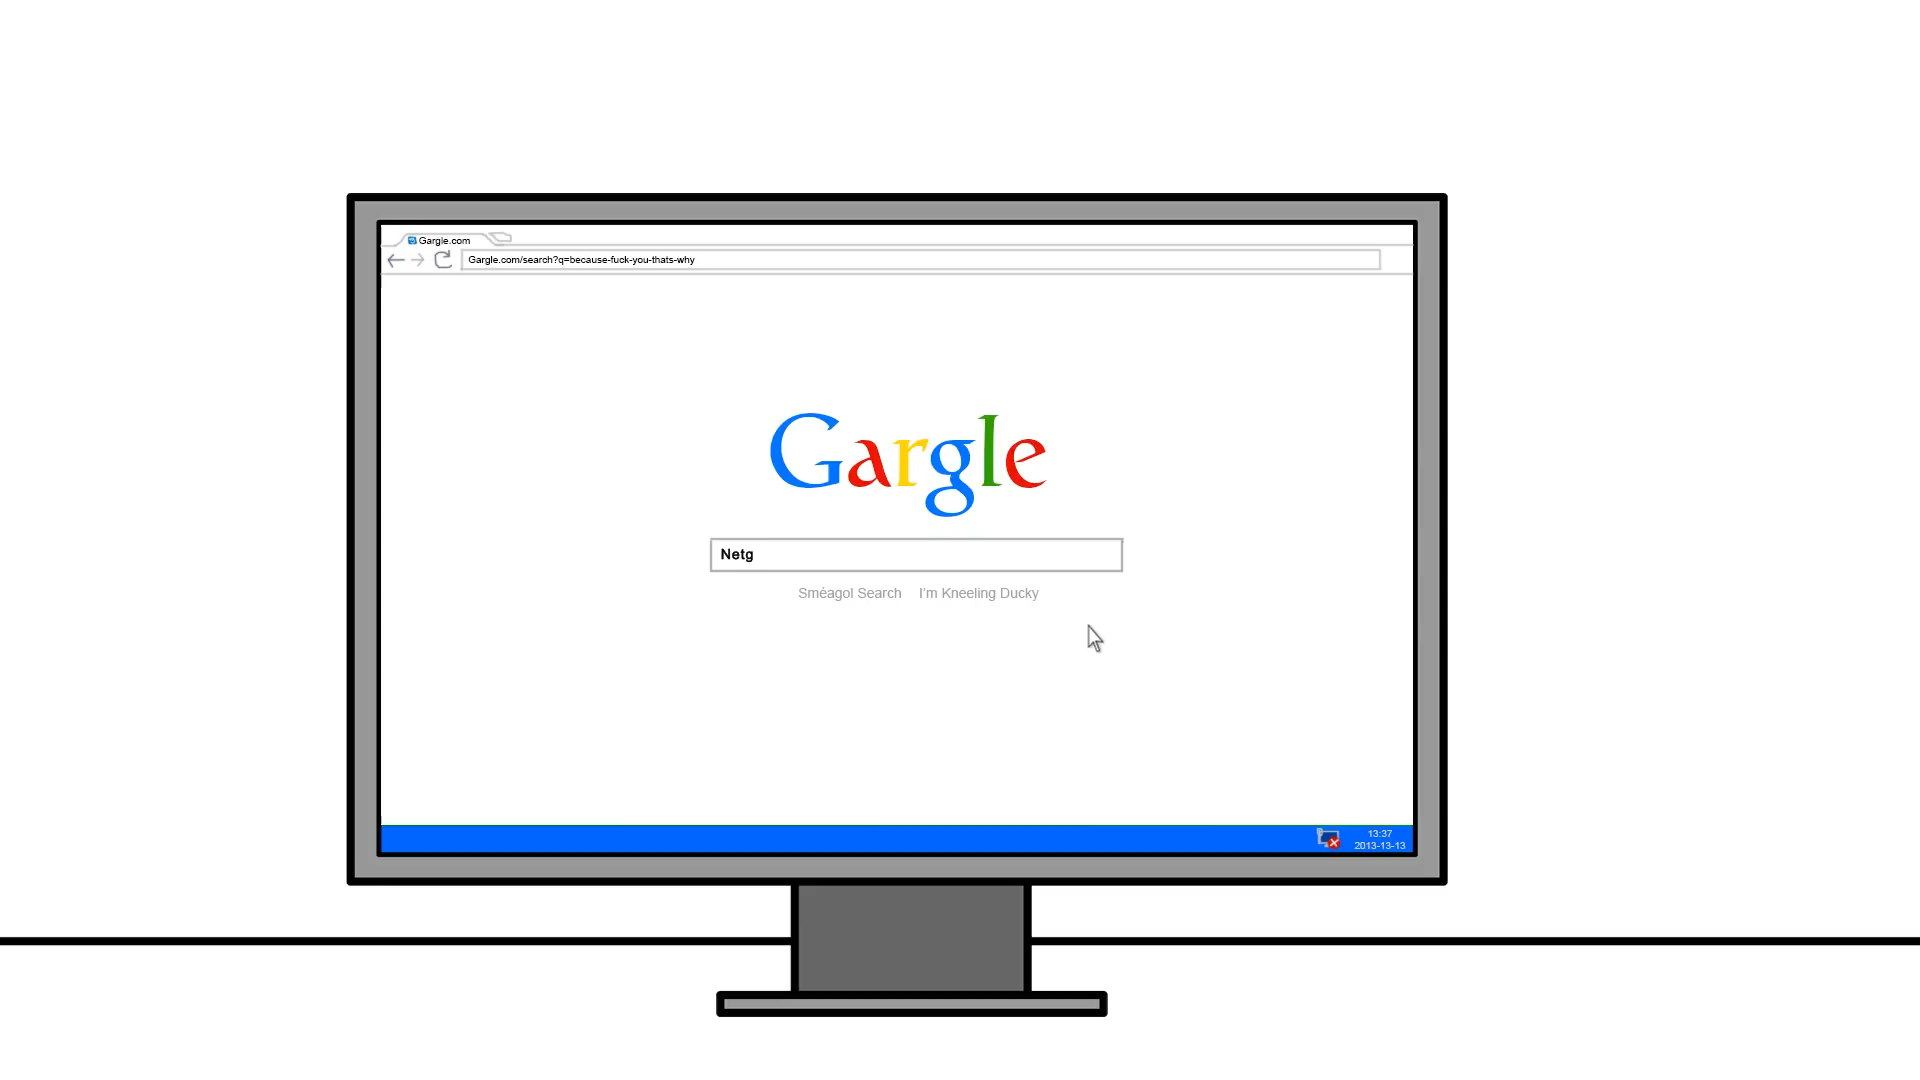 Gargle.com
Gargle.com/search?q=because-fuck-you-thats-why
Gargle
Netg
Sméagol Search I'm Kneeling Ducky
13:37
2013-13-13